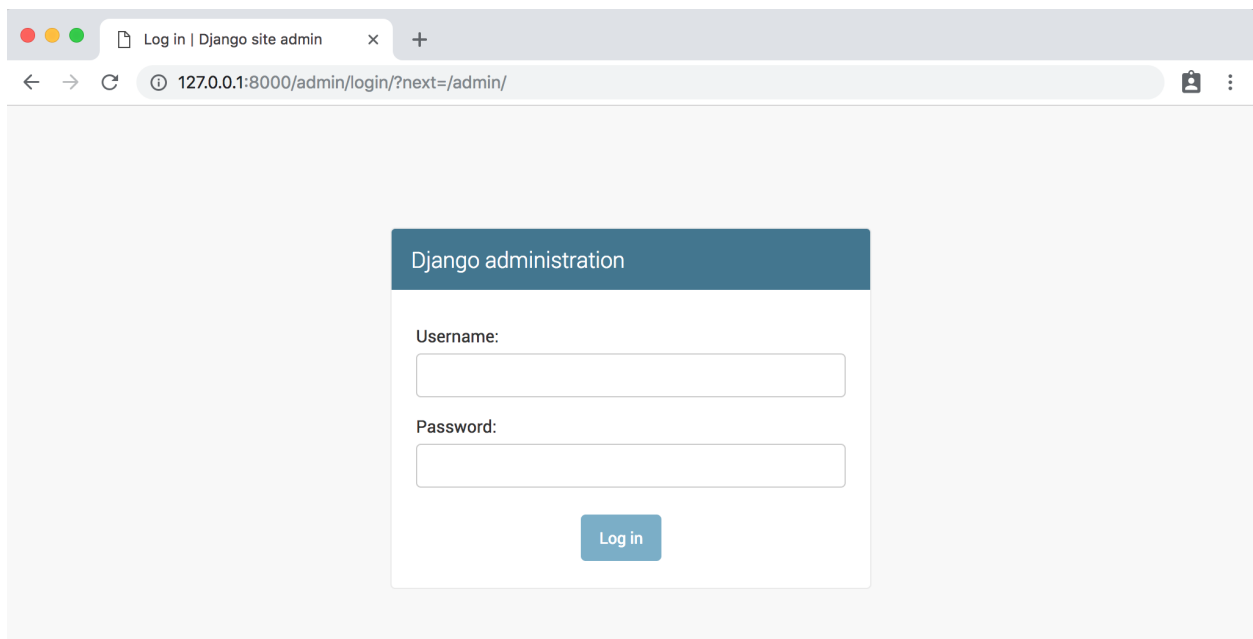 Log in | Django site admin
127.0.0.1:8000/admin/login/?next=/admin/
Django administration
Username:
Password:
Log in